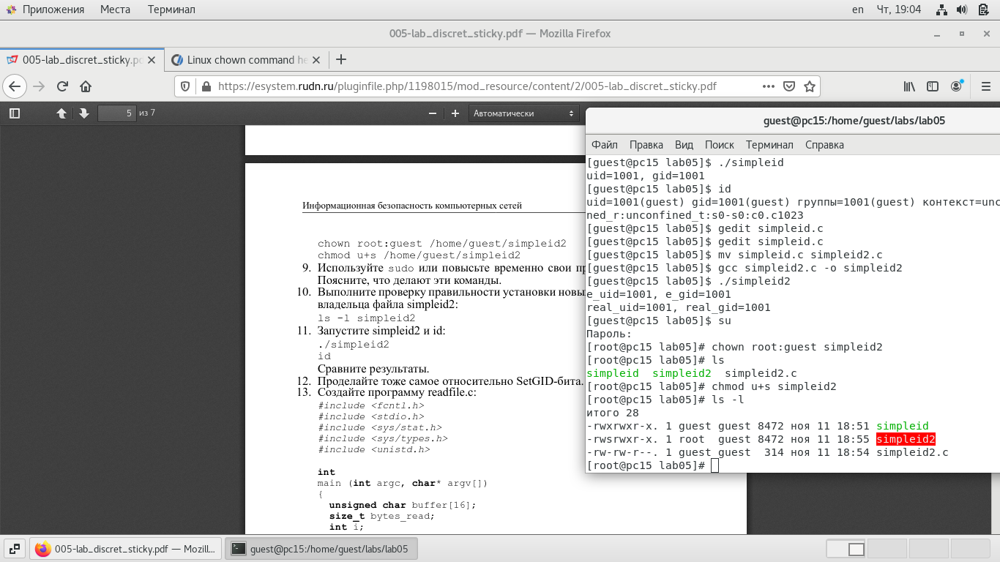 Приложения Места Терминал en Чт, 19:04
005-lab_discret_sticky.pdf — Mozilla Firefox
005-lab_discret_sticky.pd Linux chown command he
https://esystem.rudn.ru/pluginfile.php/1198015/mod_resource/content/2/005-lab_discret_sticky.pdf
5 из 7 Автоматически
Информационная безопасность компьютерных сетей
chown root:guest /home/guest/simpleid2
chmod u+s /home/guest/simpleid2
9. Используйте sudo или повысьте временно свои пр
Поясните, что делают эти команды.
10. Выполните проверку правильности установки новы
владельца файла simpleid2:
ls -l simpleid2
11. Запустите simpleid2 и id:
./simpleid2
id
Сравните результаты.
12. Проделайте тоже самое относительно SetGID-бита.
13. Создайте программу readfile.c:
#include <fcntl.h>
#include <stdio.h>
#include <sys/stat.h>
#include <sys/types.h>
#include <unistd.h>
int
main (int argc, char* argv[])
{
unsigned char buffer[16];
size_t bytes_read;
int i;
guest@pc15:/home/guest/labs/lab05
Файл Правка Вид Поиск Терминал Справка
[guest@pc15 lab05]$ ./simpleid
uid=1001, gid=1001
[guest@pc15 lab05]$ id
uid=1001(guest) gid=1001(guest) группы=1001(guest) контекст=unc
ned_r:unconfined_t:s0-s0:c0.c1023
[guest@pc15 lab05]$ gedit simpleid.c
[guest@pc15 lab05]$ gedit simpleid.c
[guest@pc15 lab05]$ mv simpleid.c simpleid2.c
[guest@pc15 lab05]$ gcc simpleid2.c -o simpleid2
[guest@pc15 lab05]$ ./simpleid2
e_uid=1001, e_gid=1001
real_uid=1001, real_gid=1001
[guest@pc15 lab05]$ su
Пароль:
[root@pc15 lab05]# chown root:guest simpleid2
[root@pc15 lab05]# ls
simpleid simpleid2 simpleid2.c
[root@pc15 lab05]# chmod u+s simpleid2
[root@pc15 lab05]# ls -l
итого 28
-rwxrwxr-x. 1 guest guest 8472 ноя 11 18:51 simpleid
-rwsrwxr-x. 1 root guest 8472 ноя 11 18:55 simpleid2
-rw-rw-r--. 1 guest guest 314 ноя 11 18:54 simpleid2.c
[root@pc15 lab05]#
005-lab_discret_sticky.pdf — Mozill... guest@pc15:/home/guest/labs/lab05